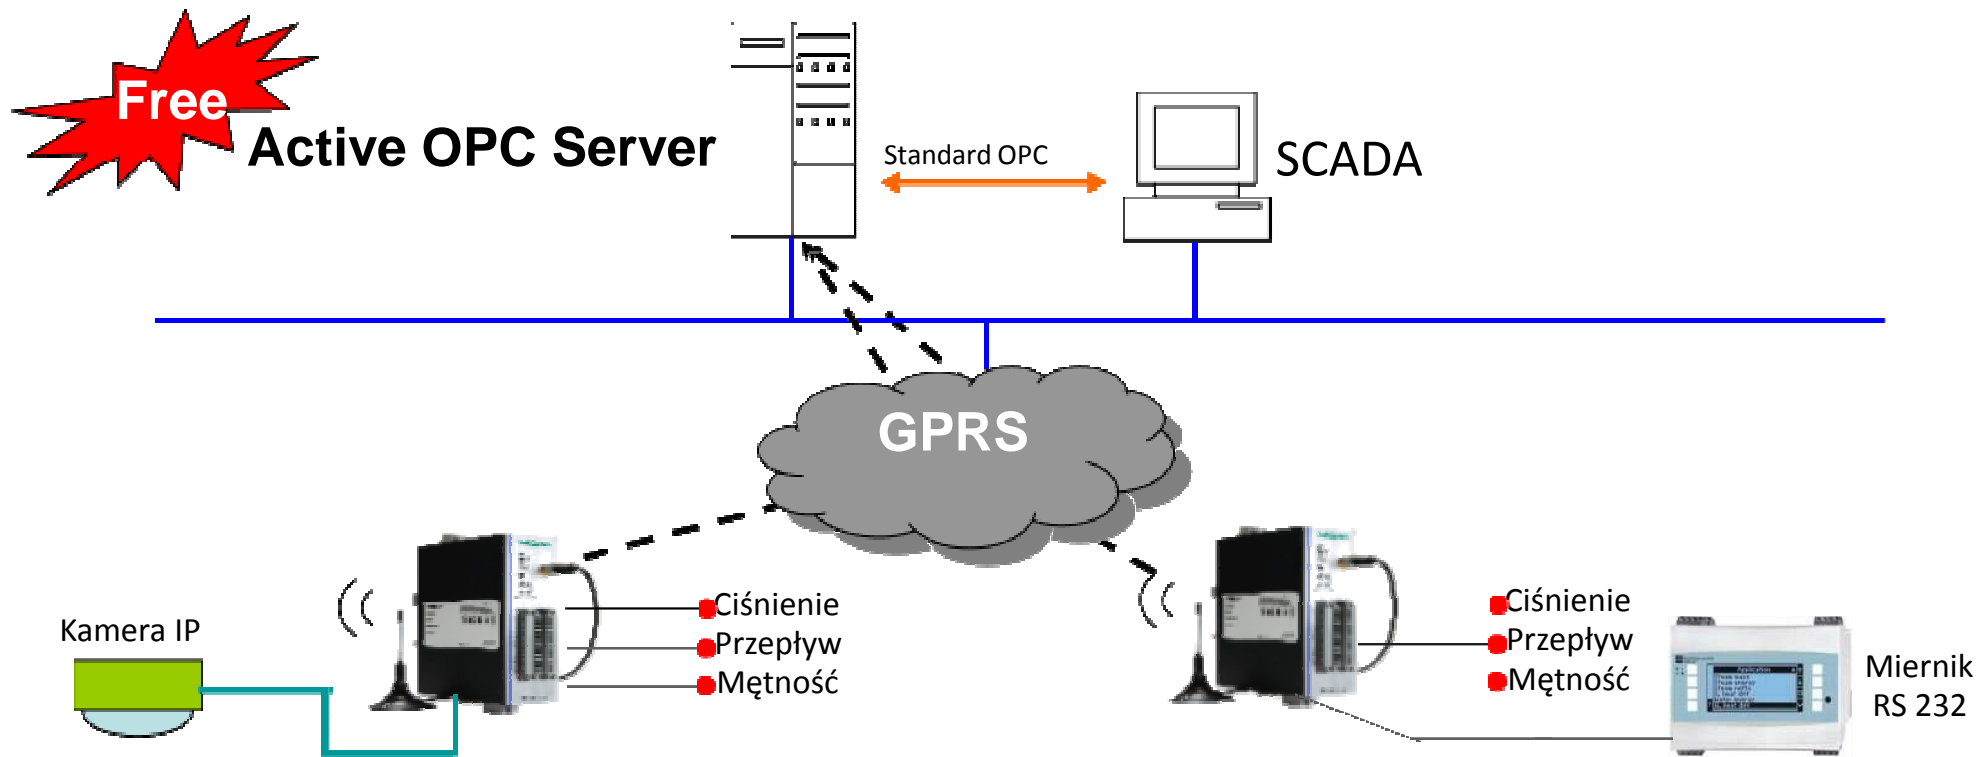 Free
Active OPC Server
Standard OPC
SCADA
GPRS
Kamera IP
Ciśnienie
Przepływ
Mętność
Ciśnienie
Przepływ
Mętność
Application
Miernik
RS 232